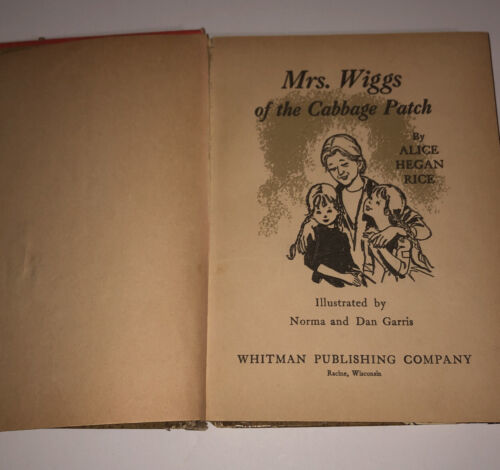 Mrs. Wiggs
of the Cabbage Patch
By
ALICE
HEGAN
RICE
Illustrated by
Norma and Dan Garris
WHITMAN PUBLISHING COMPANY
Racine, Wisconsin